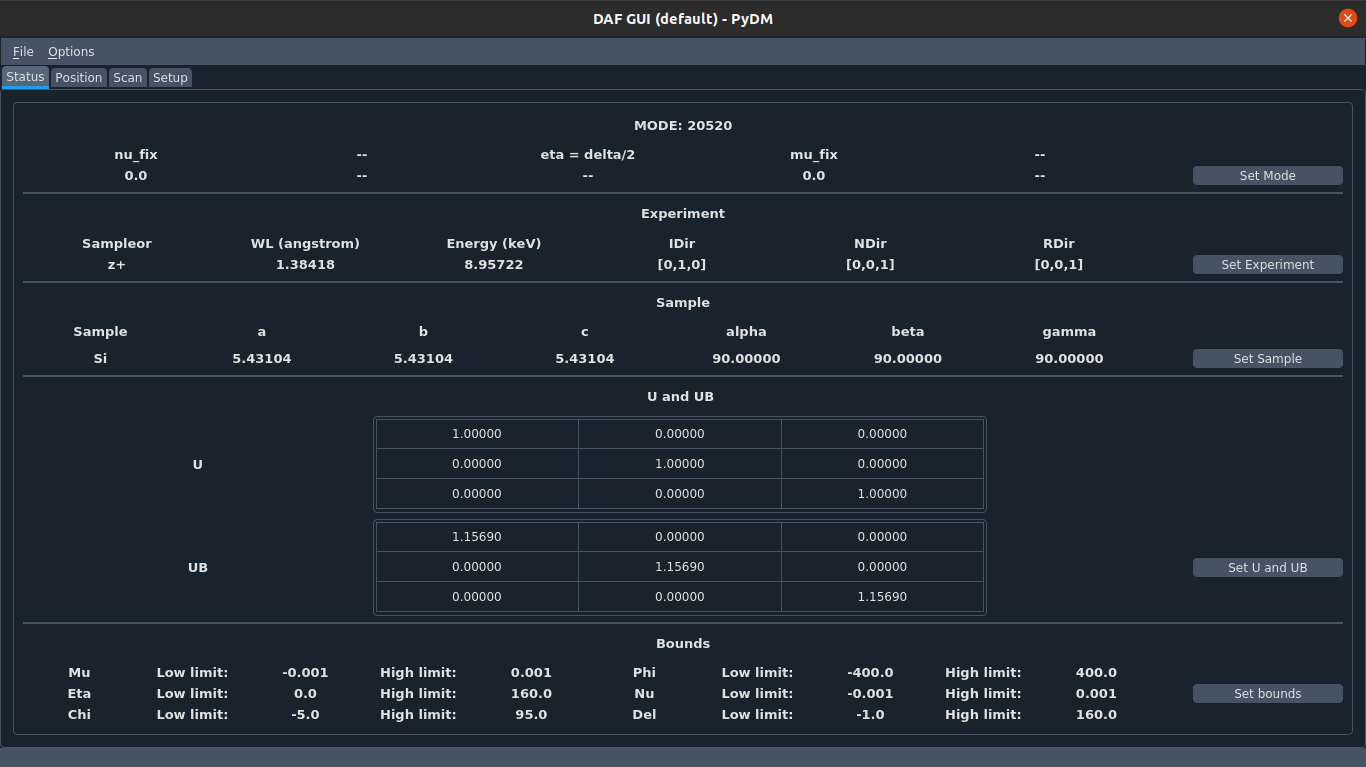 DAF GUI (default) - PyDM
File Options
Status Position Scan Setup
MODE: 20520
nu_fix -- eta = delta/2 mu_fix --
0.0 -- -- 0.0 -- Set Mode
Experiment
Sampleor WL (angstrom) Energy (keV) IDir NDir RDir
z+ 1.38418 8.95722 [0,1,0] [0,0,1] [0,0,1] Set Experiment
Sample
Sample a b c alpha beta gamma
Si 5.43104 5.43104 5.43104 90.00000 90.00000 90.00000 Set Sample
U and UB
1.00000 0.00000 0.00000
U 0.00000 1.00000 0.00000
0.00000 0.00000 1.00000
1.15690 0.00000 0.00000
UB 0.00000 1.15690 0.00000 Set U and UB
0.00000 0.00000 1.15690
Bounds
Mu Low limit: -0.001 High limit: 0.001 Phi Low limit: -400.0 High limit: 400.0
Eta Low limit: 0.0 High limit: 160.0 Nu Low limit: -0.001 High limit: 0.001 Set bounds
Chi Low limit: -5.0 High limit: 95.0 Del Low limit: -1.0 High limit: 160.0